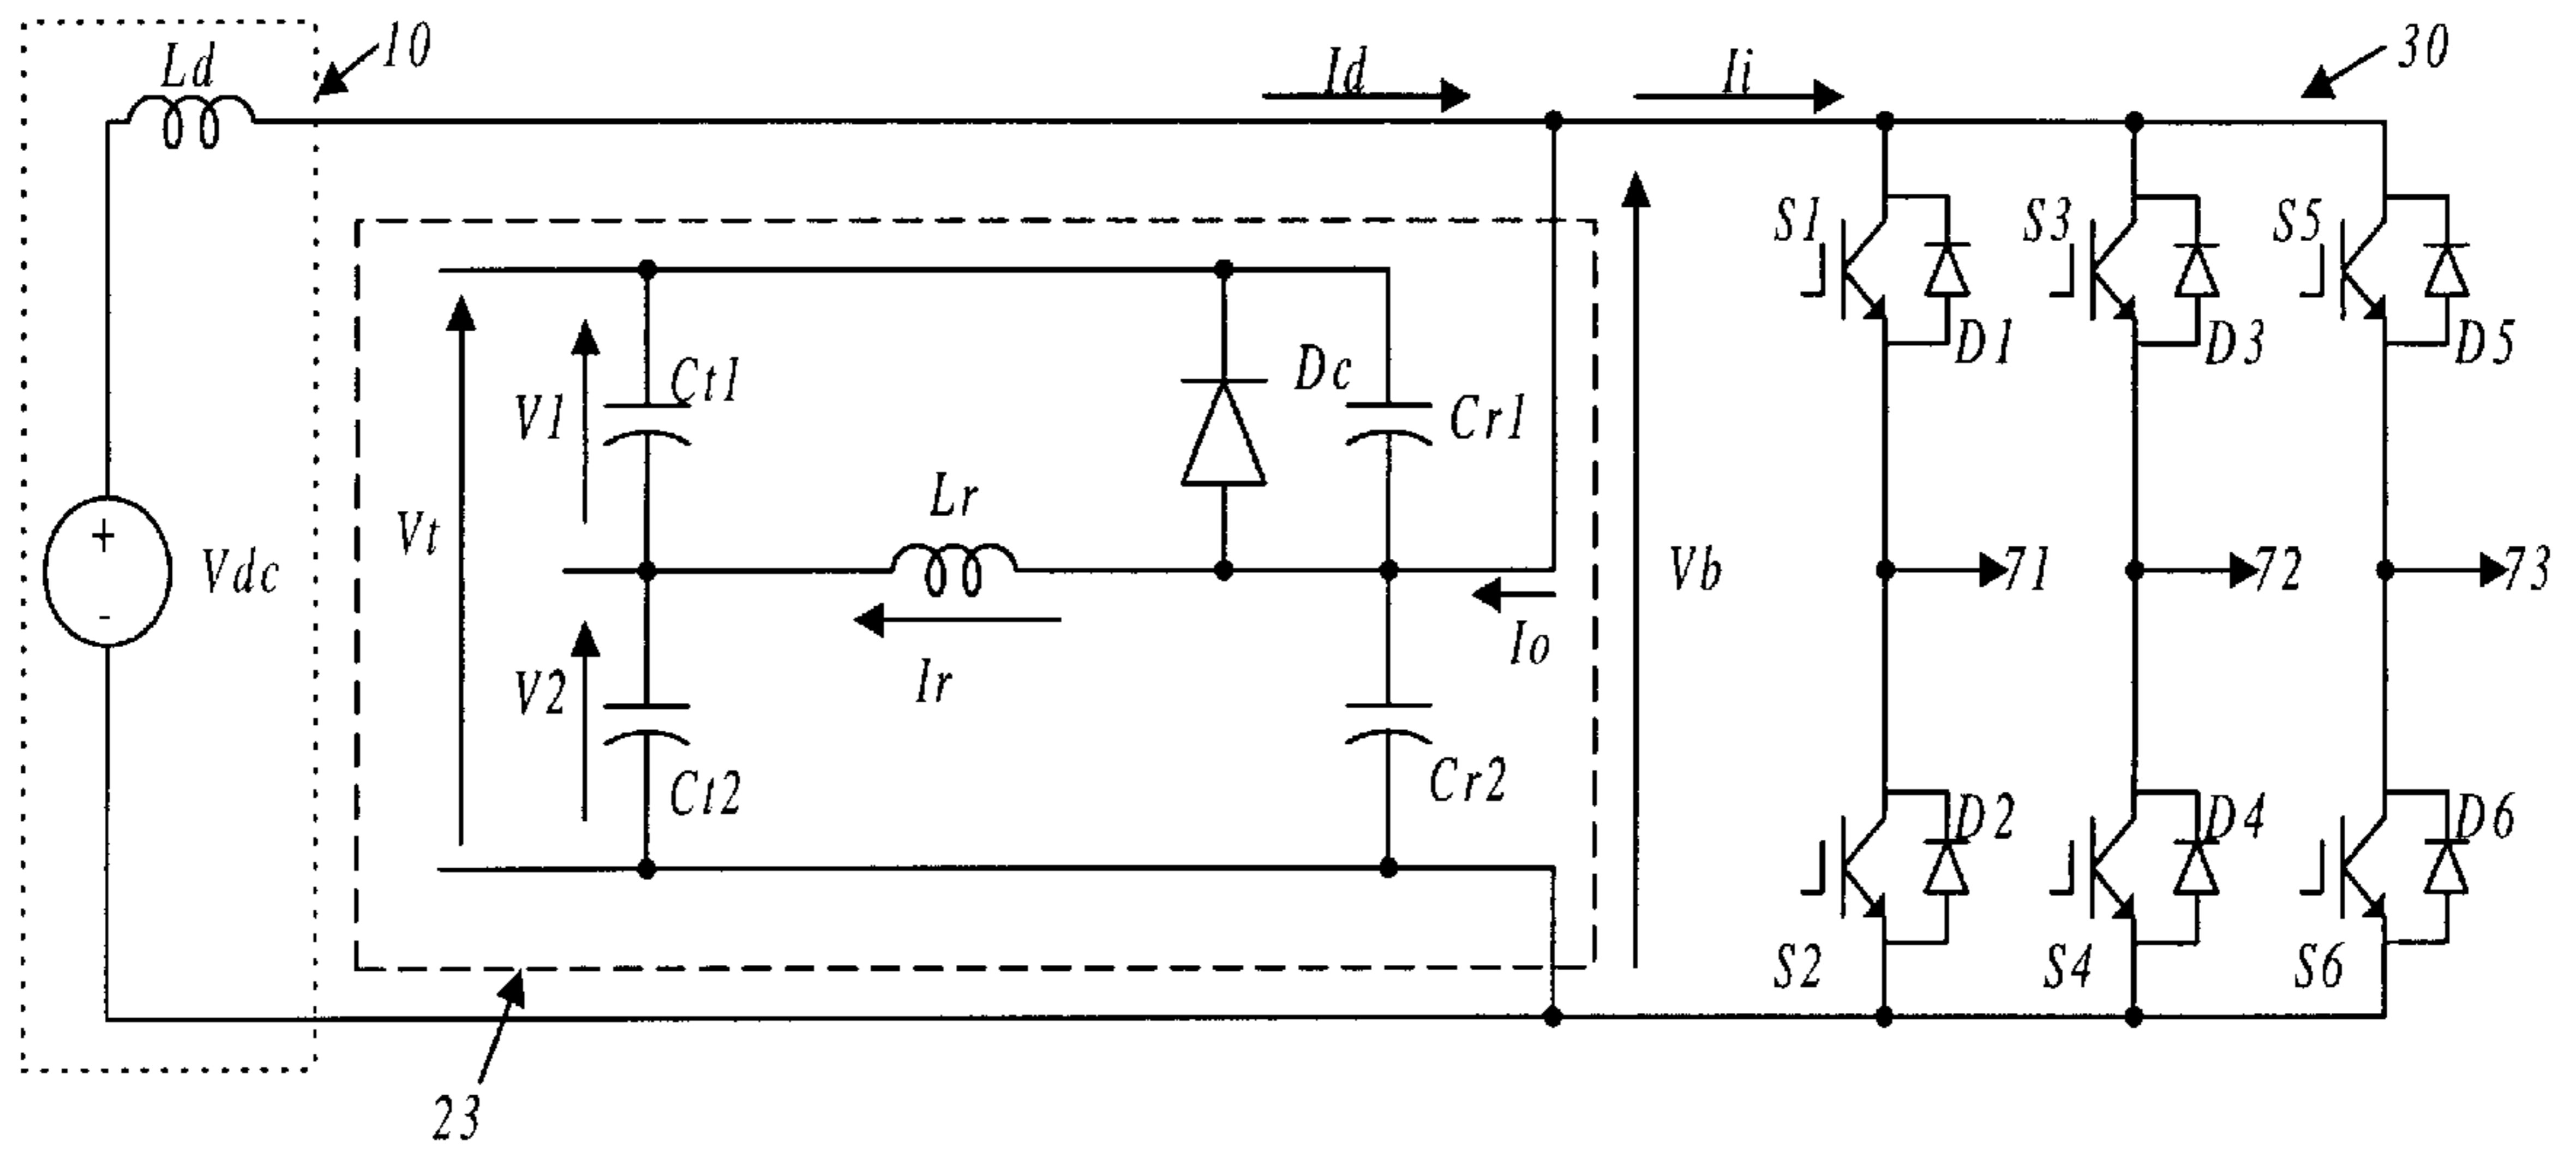 Ld
10
Id
Ii
30
S1
S3
S5
D1
D3
D5
V1
Ct1
Dc
Cr1
Lr
Vt
+
Vdc
-
Vb
71
72
73
Io
Ir
V2
Ct2
Cr2
D2
D4
D6
S2
S4
S6
23